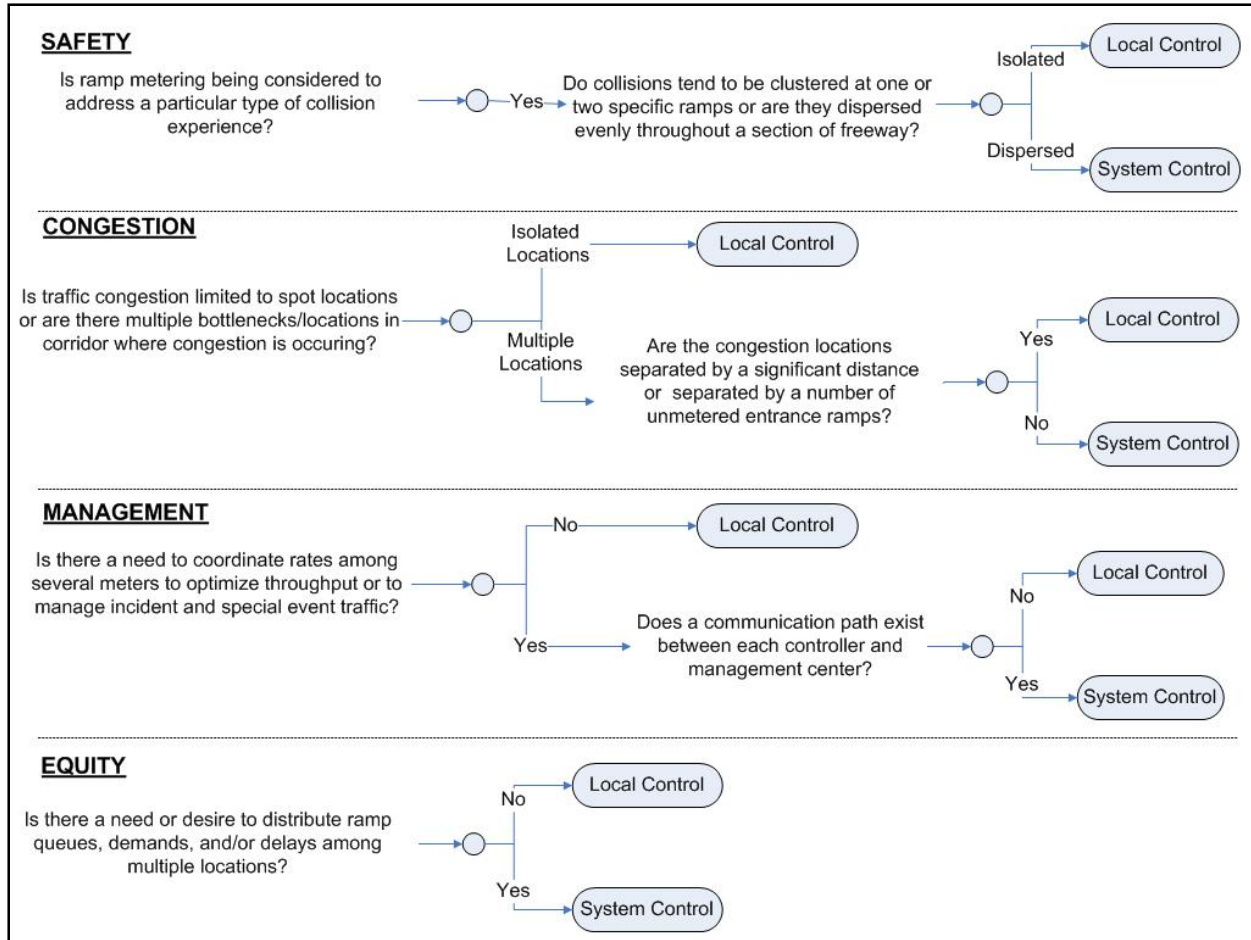 SAFETY
Is ramp metering being considered to
address a particular type of collision
experience?
Yes
Do collisions tend to be clustered at one or
two specific ramps or are they dispersed
evenly throughout a section of freeway?
Isolated
Local Control
Dispersed
System Control
CONGESTION
Is traffic congestion limited to spot locations
or are there multiple bottlenecks/locations in
corridor where congestion is occuring?
Isolated
Locations
Local Control
Multiple
Locations
Are the congestion locations
separated by a significant distance
or separated by a number of
unmetered entrance ramps?
Yes
Local Control
No
System Control
MANAGEMENT
Is there a need to coordinate rates among
several meters to optimize throughput or to
manage incident and special event traffic?
No
Local Control
Yes
Does a communication path exist
between each controller and
management center?
No
Local Control
Yes
System Control
EQUITY
Is there a need or desire to distribute ramp
queues, demands, and/or delays among
multiple locations?
No
Local Control
Yes
System Control